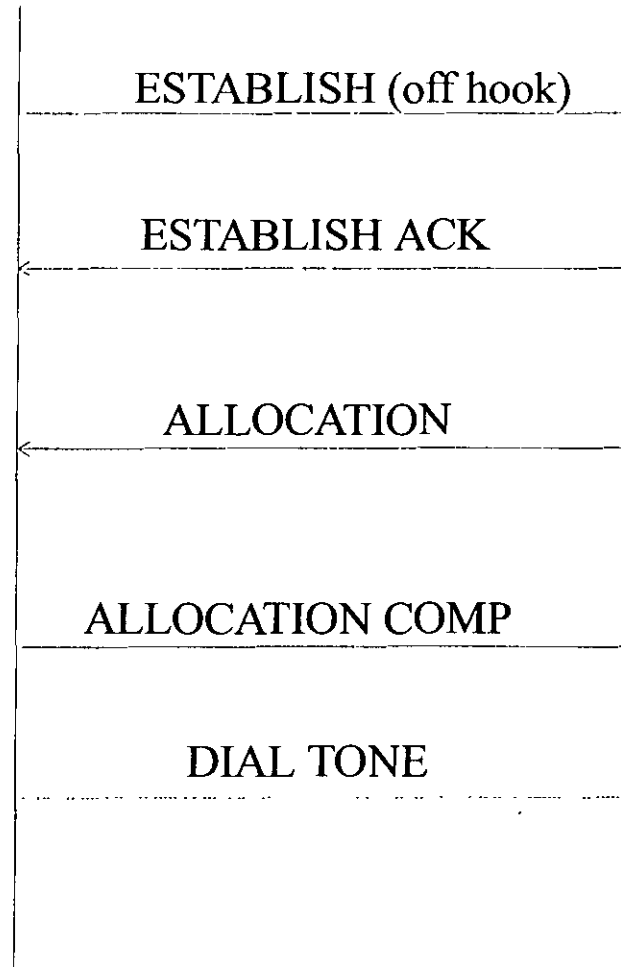 ESTABLISH (off hook)
ESTABLISH ACK
ALLOCATION
ALLOCATION COMP
DIAL TONE